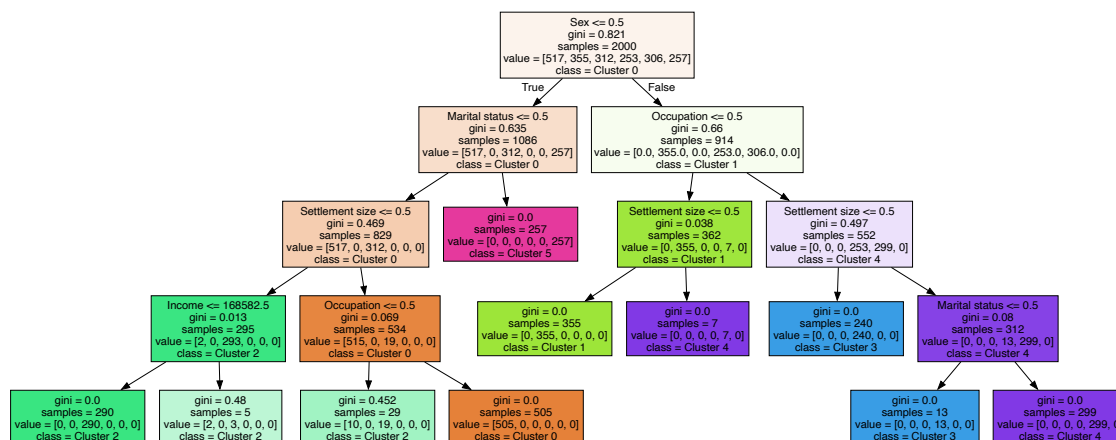 Sex <= 0.5
gini = 0.821
samples = 2000
value = [517, 355, 312, 253, 306, 257]
class = Cluster 0
True
False
Marital status <= 0.5
gini = 0.635
samples = 1086
value = [517, 0, 312, 0, 0, 257]
class = Cluster 0
Occupation <= 0.5
gini = 0.66
samples = 914
value = [0.0, 355.0, 0.0, 253.0, 306.0, 0.0]
class = Cluster 1
Settlement size <= 0.5
gini = 0.469
samples = 829
value = [517, 0, 312, 0, 0, 0]
class = Cluster 0
gini = 0.0
samples = 257
value = [0, 0, 0, 0, 0, 257]
class = Cluster 5
Settlement size <= 0.5
gini = 0.038
samples = 362
value = [0, 355, 0, 0, 7, 0]
class = Cluster 1
Settlement size <= 0.5
gini = 0.497
samples = 552
value = [0, 0, 0, 253, 299, 0]
class = Cluster 4
Income <= 168582.5
gini = 0.013
samples = 295
value = [2, 0, 293, 0, 0, 0]
class = Cluster 2
Occupation <= 0.5
gini = 0.069
samples = 534
value = [515, 0, 19, 0, 0, 0]
class = Cluster 0
gini = 0.0
samples = 355
value = [0, 355, 0, 0, 0, 0]
class = Cluster 1
gini = 0.0
samples = 7
value = [0, 0, 0, 0, 7, 0]
class = Cluster 4
gini = 0.0
samples = 240
value = [0, 0, 0, 240, 0, 0]
class = Cluster 3
Marital status <= 0.5
gini = 0.08
samples = 312
value = [0, 0, 0, 13, 299, 0]
class = Cluster 4
gini = 0.0
samples = 290
value = [0, 0, 290, 0, 0, 0]
class = Cluster 2
gini = 0.48
samples = 5
value = [2, 0, 3, 0, 0, 0]
class = Cluster 2
gini = 0.452
samples = 29
value = [10, 0, 19, 0, 0, 0]
class = Cluster 2
gini = 0.0
samples = 505
value = [505, 0, 0, 0, 0, 0]
class = Cluster 0
gini = 0.0
samples = 13
value = [0, 0, 0, 13, 0, 0]
class = Cluster 3
gini = 0.0
samples = 299
value = [0, 0, 0, 0, 299,
class = Cluster 4